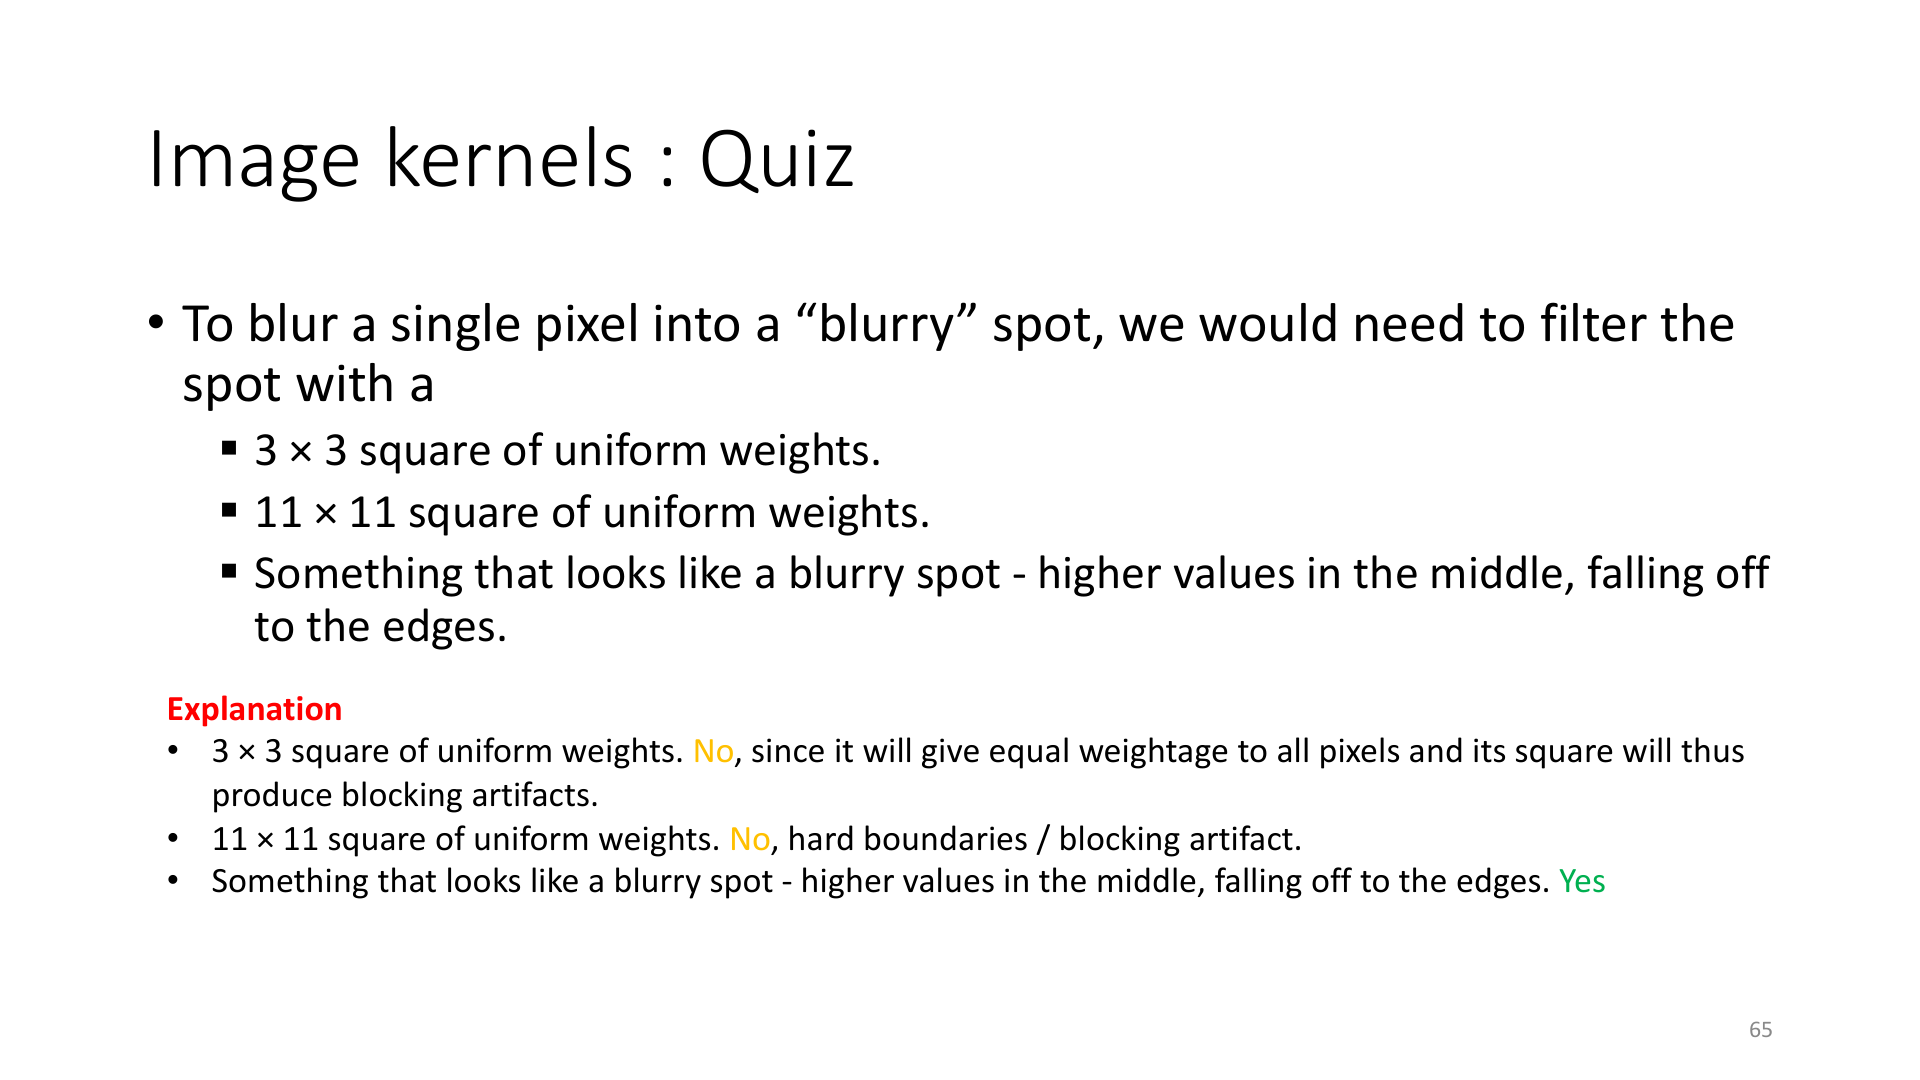 Image kernels : Quiz
• To blur a single pixel into a “blurry” spot, we would need to filter the
spot with a
▪ 3 × 3 square of uniform weights.
▪ 11 × 11 square of uniform weights.
▪ Something that looks like a blurry spot - higher values in the middle, falling off
to the edges.
Explanation
• 3 × 3 square of uniform weights. No, since it will give equal weightage to all pixels and its square will thus
produce blocking artifacts.
• 11 × 11 square of uniform weights. No, hard boundaries / blocking artifact.
• Something that looks like a blurry spot - higher values in the middle, falling off to the edges. Yes
65